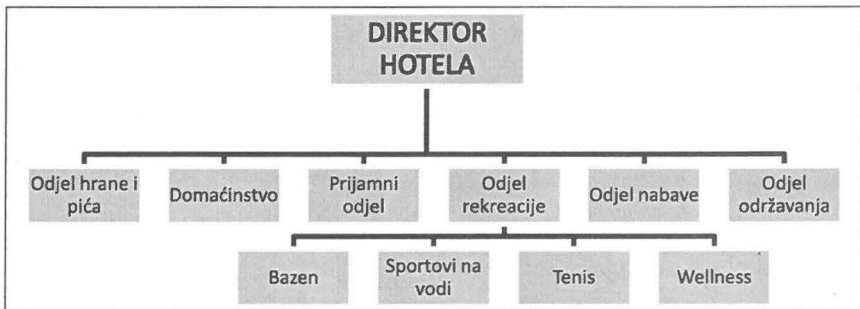 DIREKTOR
HOTELA
Odjel hrane i
pića
Domaćinstvo
Prijamni
odjel
Odjel
rekreacije
Odjel nabave
Odjel
održavanja
Bazen
Sportovi na
vodi
Tenis
Wellness